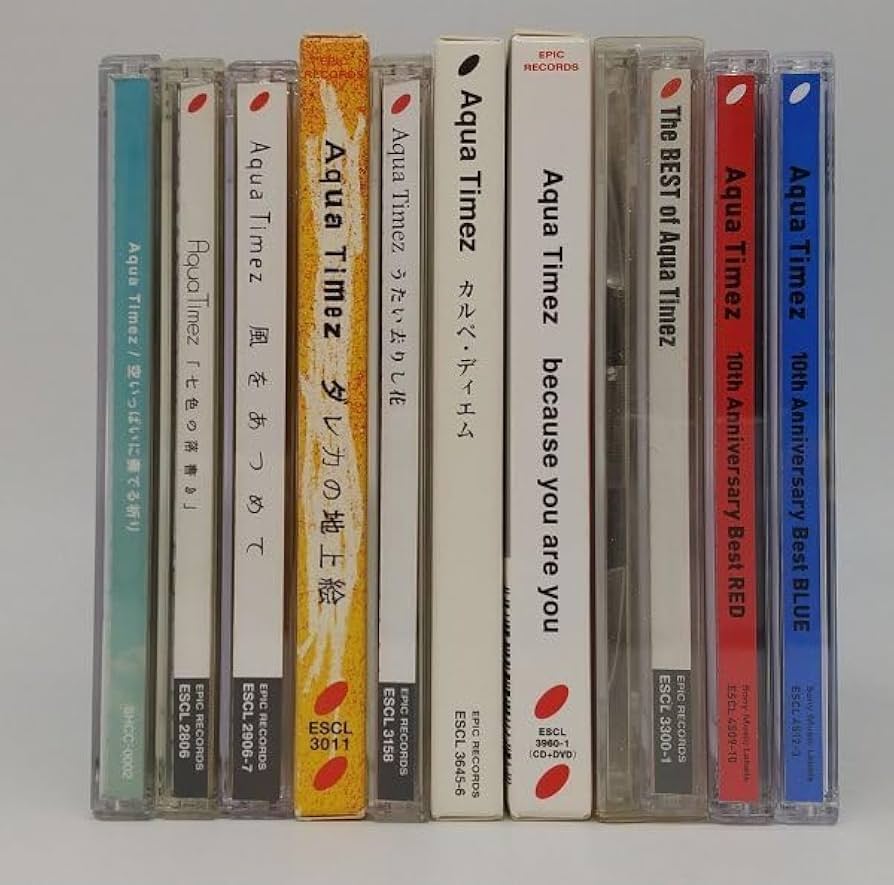 Aqua Timez / 空いっぱいに奏でる祈り
SHCC-0002
Aqua Timez 「七色の落書き」
EPIC RECORDS
ESCL 2806
Aqua Timez 風をあつめて
EPIC RECORDS
ESCL 2906-7
EPIC
RECORDS
Aqua Timez ダレカの地上絵
ESCL
3011
Aqua Timez うたい去りし花
EPIC RECORDS
ESCL 3158
Aqua Timez カルペ・ディエム
EPIC RECORDS
ESCL 3645-6
EPIC
RECORDS
Aqua Timez because you are you
ESCL
3960-1
(CD+DVD)
The BEST of Aqua Timez
EPIC RECORDS
ESCL 3300-1
Aqua Timez 10th Anniversary Best RED
Sony Music Labels
ESCL 4509-10
Aqua Timez 10th Anniversary Best BLUE
Sony Music Labels